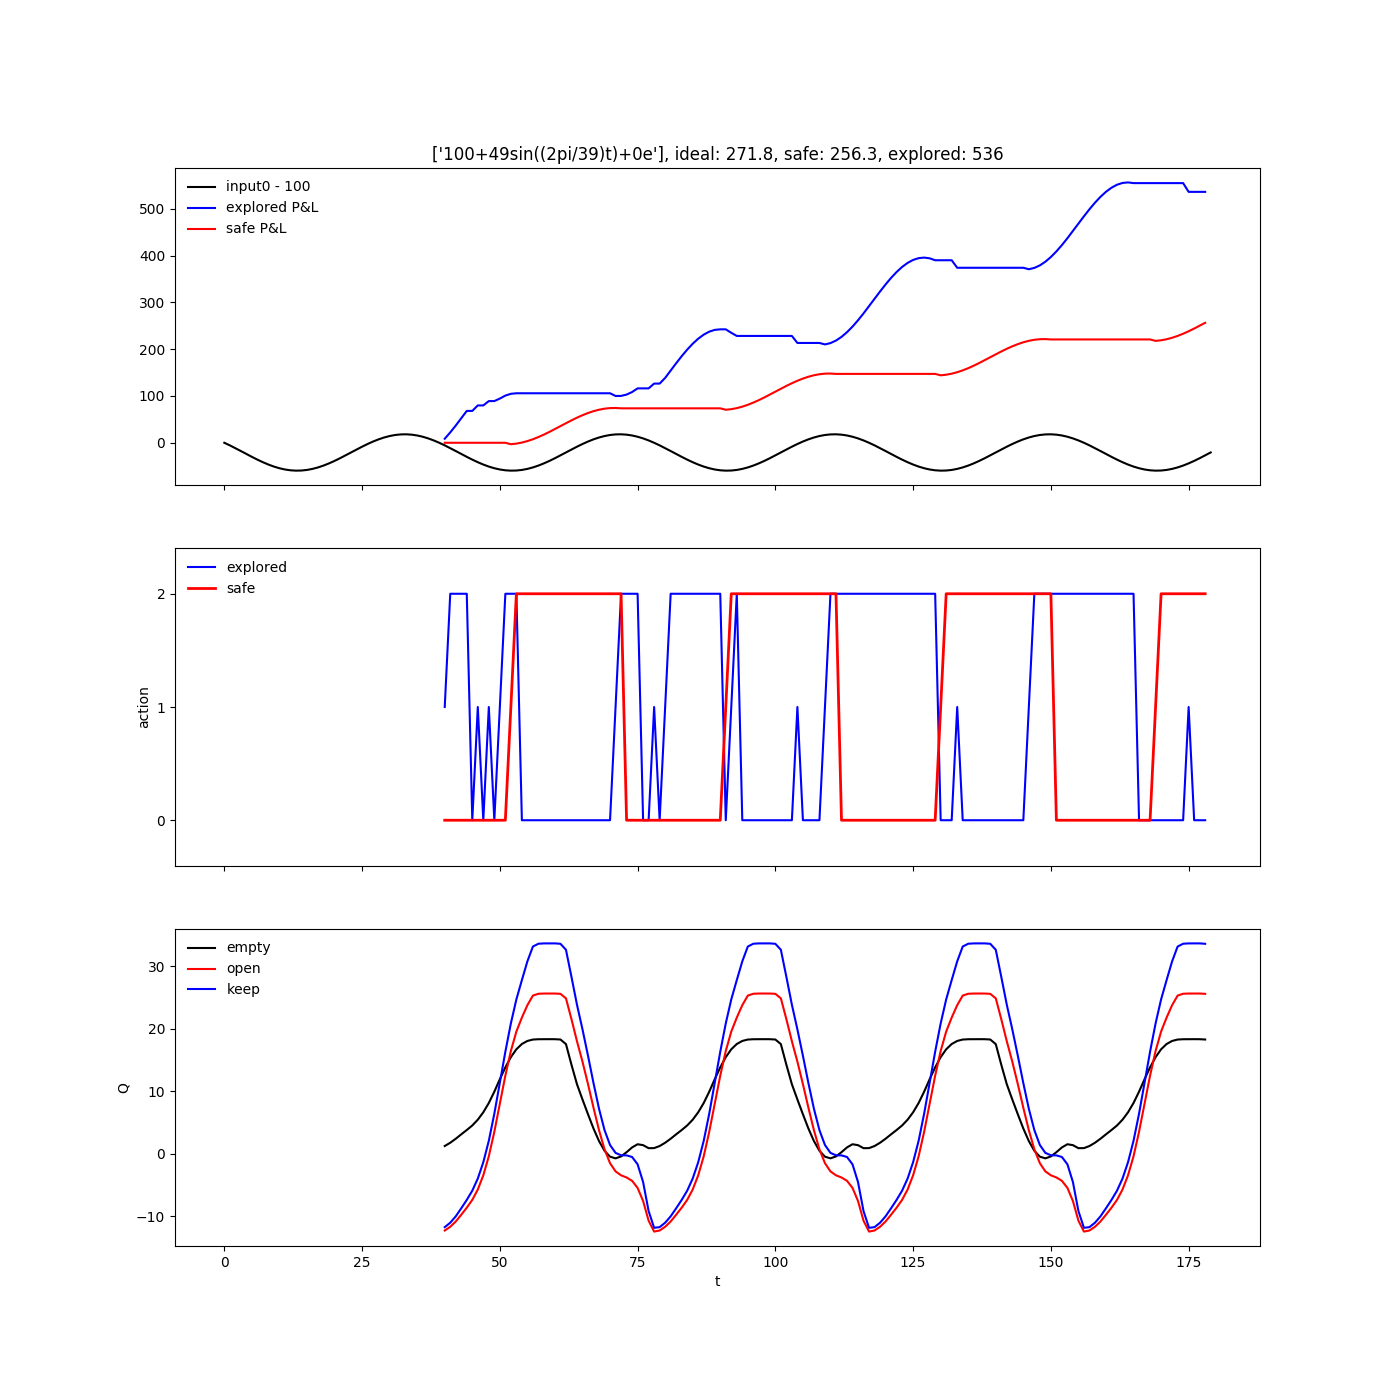 ['100+49sin((2pi/39)t)+0e'], ideal: 271.8, safe: 256.3, explored: 536
input0 - 100
explored P&L
safe P&L
500
400
300
200
100
0
explored
safe
2
1
0
action
empty
open
keep
30
20
10
0
−10
Q
0 25 50 75 100 125 150 175
t